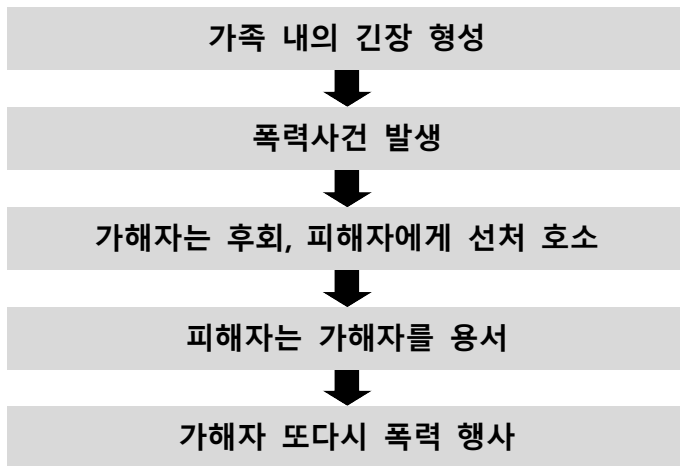 가족 내의 긴장 형성
폭력사건 발생
가해자는 후회, 피해자에게 선처 호소
피해자는 가해자를 용서
가해자 또다시 폭력 행사